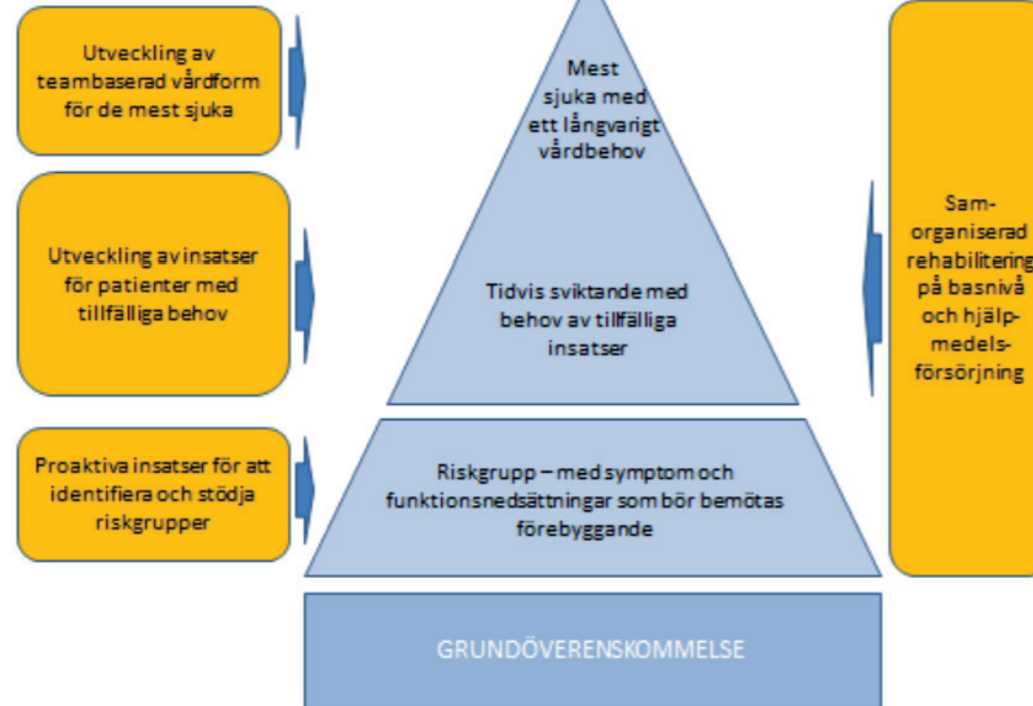 Utveckling av
teambaserad vårdform
för de mest sjuka
Utveckling av insatser
för patienter med
tillfälliga behov
Proaktiva insatser för att
identifiera och stödja
riskgrupper
Mest
sjuka med
ett långvarigt
vårdbehov
Tidvis sviktande med
behov av tillfälliga
insatser
Riskgrupp – med symptom och
funktionsnedsättningar som bör bemötas
förebyggande
GRUNDÖVERENSKOMMELSE
Sam-
organiserad
rehabilitering
på basnivå
och hjälp-
medels-
försörjning